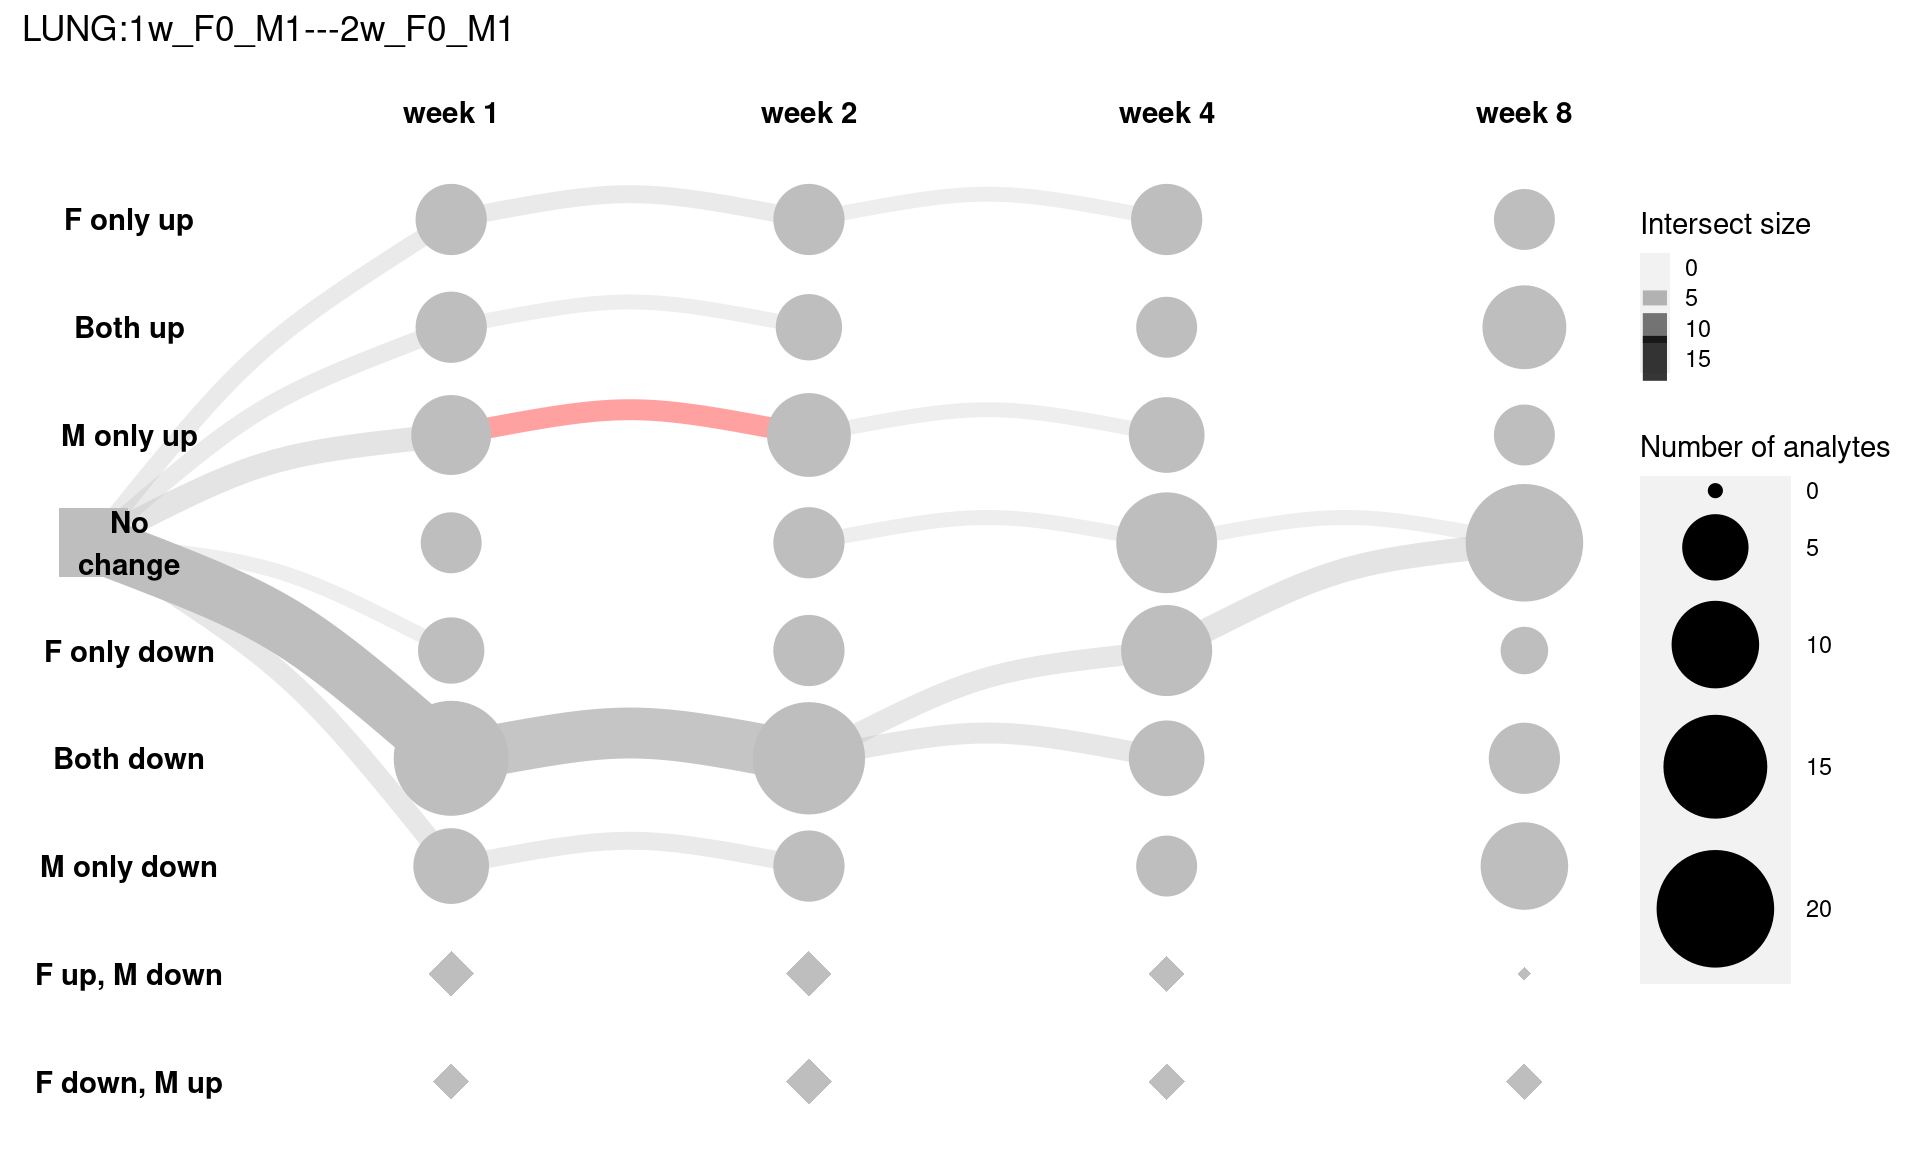 LUNG:1w_F0_M1---2w_F0_M1
week 1
week 2
week 4
week 8
F only up
Both up
M only up
No
change
F only down
Both down
M only down
F up, M down
F down, M up
Intersect size
0
5
10
15
Number of analytes
0
5
10
15
20